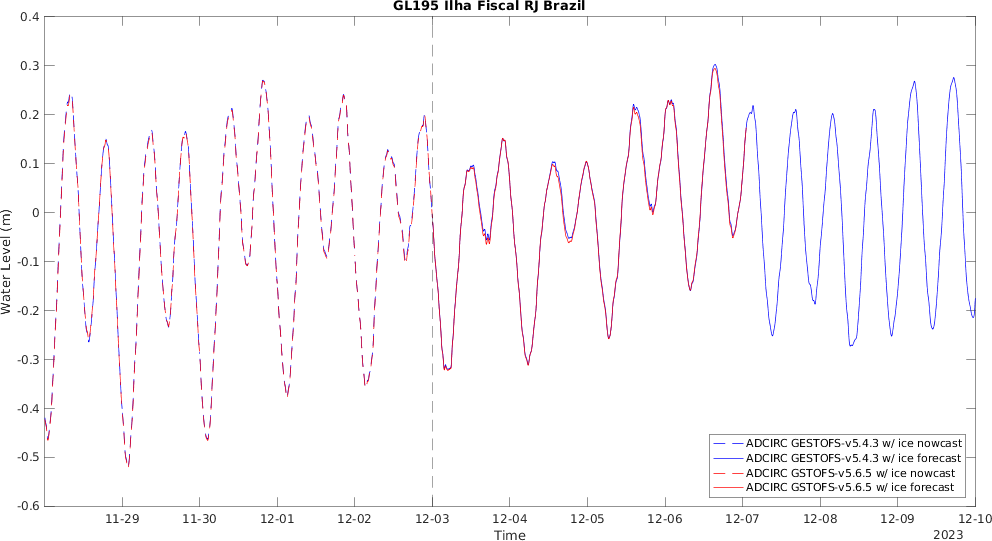 GL195 Ilha Fiscal RJ Brazil
0.4
0.3
0.2
0.1
0
-0.1
-0.2
-0.3
-0.4
-0.5
-0.6
Water Level (m)
11-29 11-30 12-01 12-02 12-03 12-04 12-05 12-06 12-07 12-08 12-09 12-10
2023
Time
ADCIRC GESTOFS-v5.4.3 w/ ice nowcast
ADCIRC GESTOFS-v5.4.3 w/ ice forecast
ADCIRC GSTOFS-v5.6.5 w/ ice nowcast
ADCIRC GSTOFS-v5.6.5 w/ ice forecast